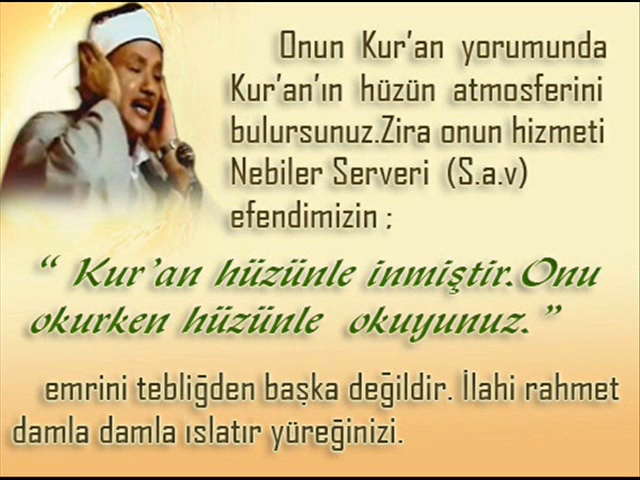 Onun Kur'an yorumunda
Kur'an'ın hüzün atmosferini
bulursunuz.Zira onun hizmeti
Nebiler Serveri (S.a.v)
efendimizin ;
“ Kur'an hüzünle inmiştir.Onu
okurken hüzünle okuyunuz.”
emrini tebliğden başka değildir. İlahi rahmet
damla damla ıslatır yüreğinizi.